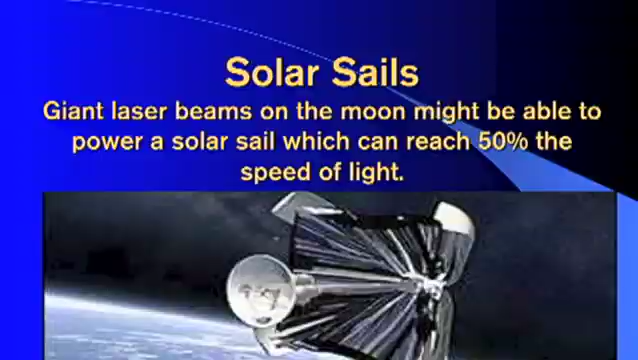 Solar Sails
Giant laser beams on the moon might be able to
power a solar sail which can reach 50% the
speed of light.